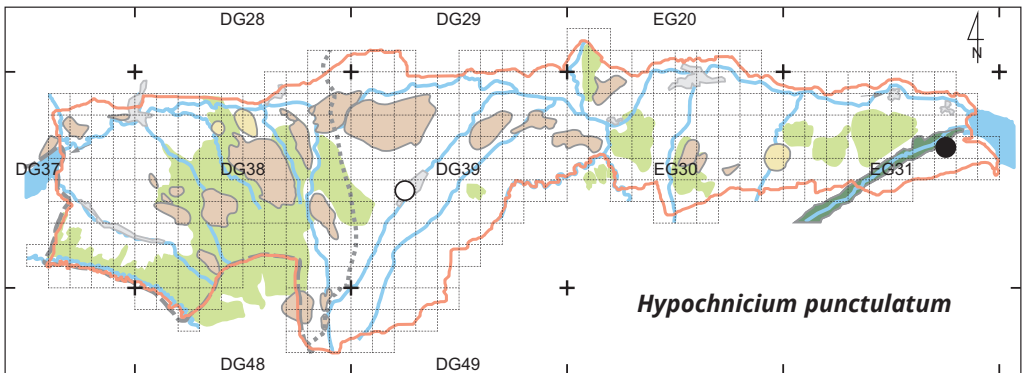 DG28 DG29 EG20
N
DG37 DG38 DG39 EG30 EG31
Hypochnicium punctulatum
DG48 DG49